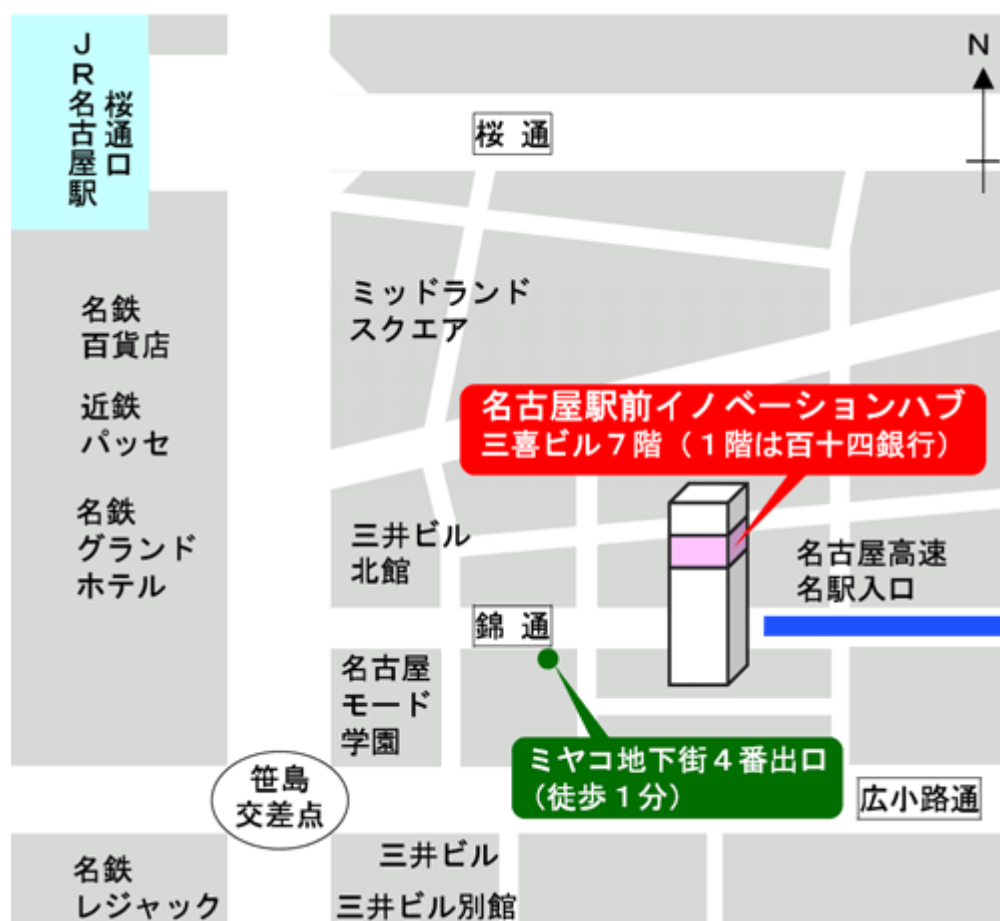 JR名古屋駅
桜通口
桜 通
N
ミッドランド
スクエア
名鉄
百貨店
近鉄
パッセ
名古屋駅前イノベーションハブ
三喜ビル7階(1階は百十四銀行)
名鉄
グランド
ホテル
三井ビル
北館
名古屋高速
名駅入口
錦 通
名古屋
モード
学園
ミヤコ地下街4番出口
(徒歩1分)
笹島
交差点
広小路通
名鉄
レジャック
三井ビル
三井ビル別館